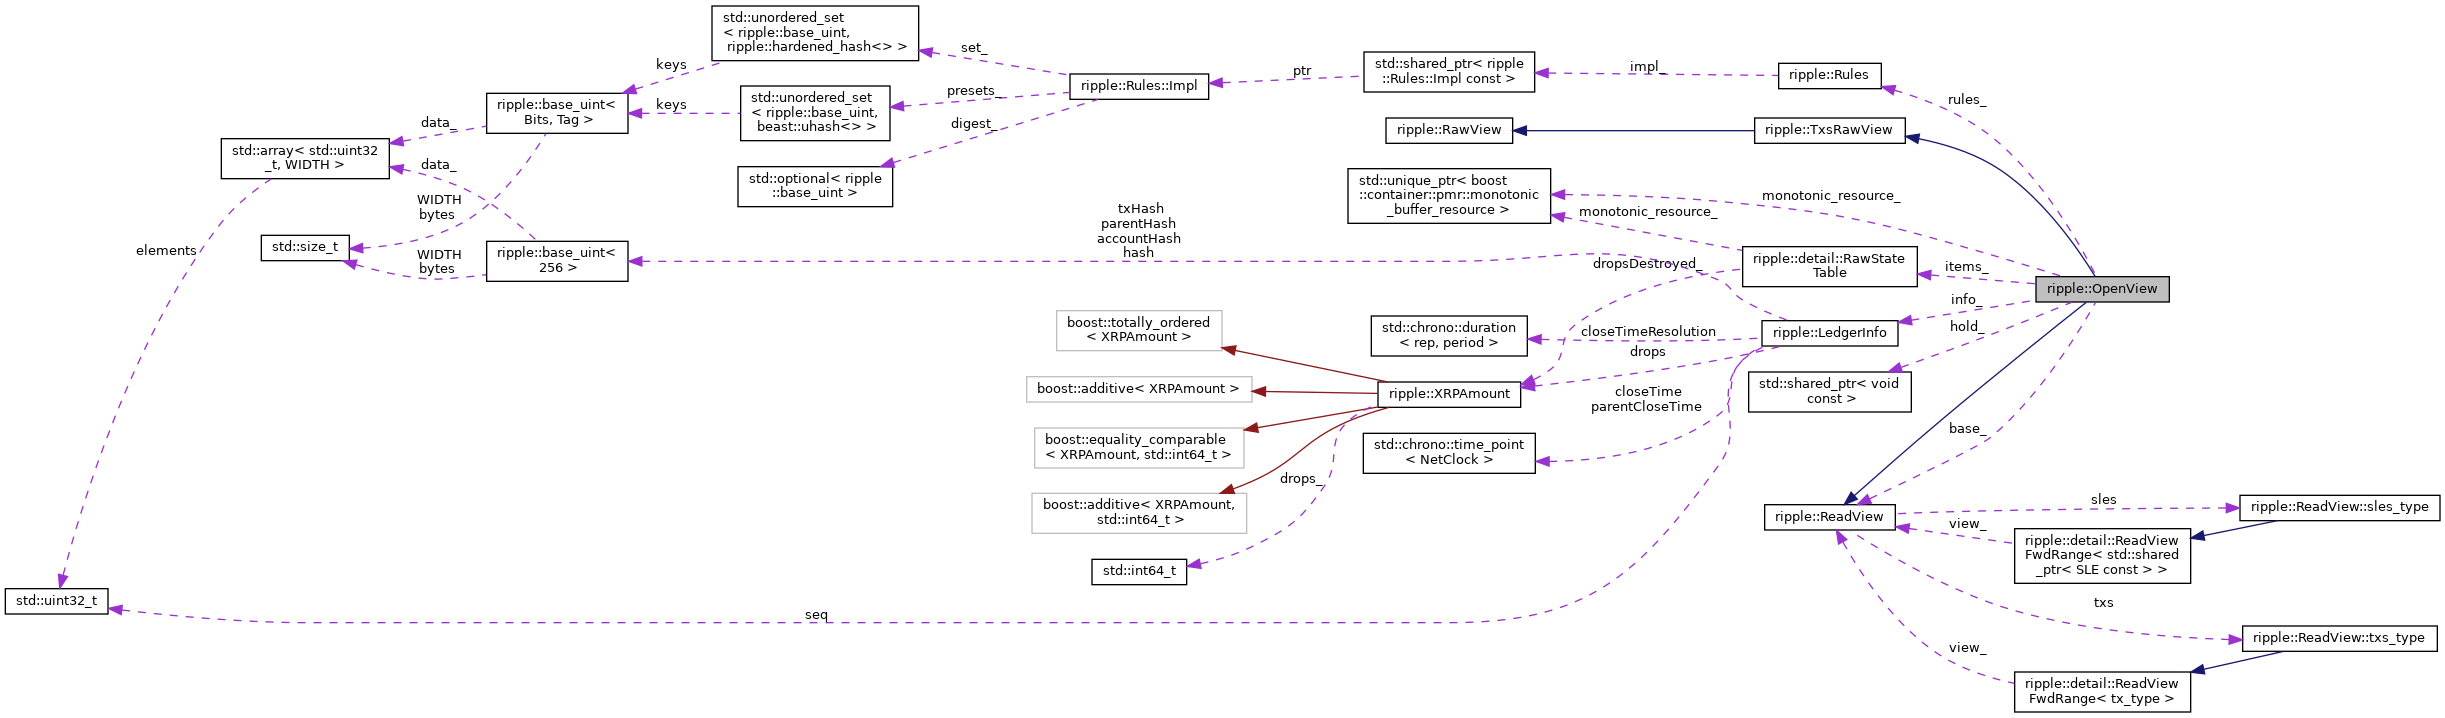 std::unordered_set
< ripple::base_uint,
ripple::hardened_hash<> >
set_
keys
std::shared_ptr< ripple
::Rules::Impl const >
ptr
impl_
ripple::Rules
ripple::Rules::Impl
std::unordered_set
< ripple::base_uint,
beast::uhash<> >
presets_
keys
rules_
ripple::base_uint<
Bits, Tag >
data_
digest_
ripple::RawView
ripple::TxsRawView
std::array< std::uint32
_t, WIDTH >
data_
std::optional< ripple
::base_uint >
std::unique_ptr< boost
::container::pmr::monotonic
_buffer_resource >
monotonic_resource_
monotonic_resource_
WIDTH
bytes
txHash
parentHash
accountHash
hash
elements
std::size_t
WIDTH
bytes
ripple::base_uint<
256 >
dropsDestroyed_
ripple::detail::RawState
Table
items_
ripple::OpenView
info_
hold_
boost::totally_ordered
< XRPAmount >
std::chrono::duration
< rep, period >
closeTimeResolution
ripple::LedgerInfo
drops
boost::additive< XRPAmount >
ripple::XRPAmount
closeTime
parentCloseTime
std::shared_ptr< void
const >
base_
boost::equality_comparable
< XRPAmount, std::int64_t >
std::chrono::time_point
< NetClock >
drops_
boost::additive< XRPAmount,
std::int64_t >
ripple::ReadView
sles
ripple::ReadView::sles_type
view_
ripple::detail::ReadView
FwdRange< std::shared
_ptr< SLE const > >
std::int64_t
std::uint32_t
seq
txs
ripple::ReadView::txs_type
view_
ripple::detail::ReadView
FwdRange< tx_type >